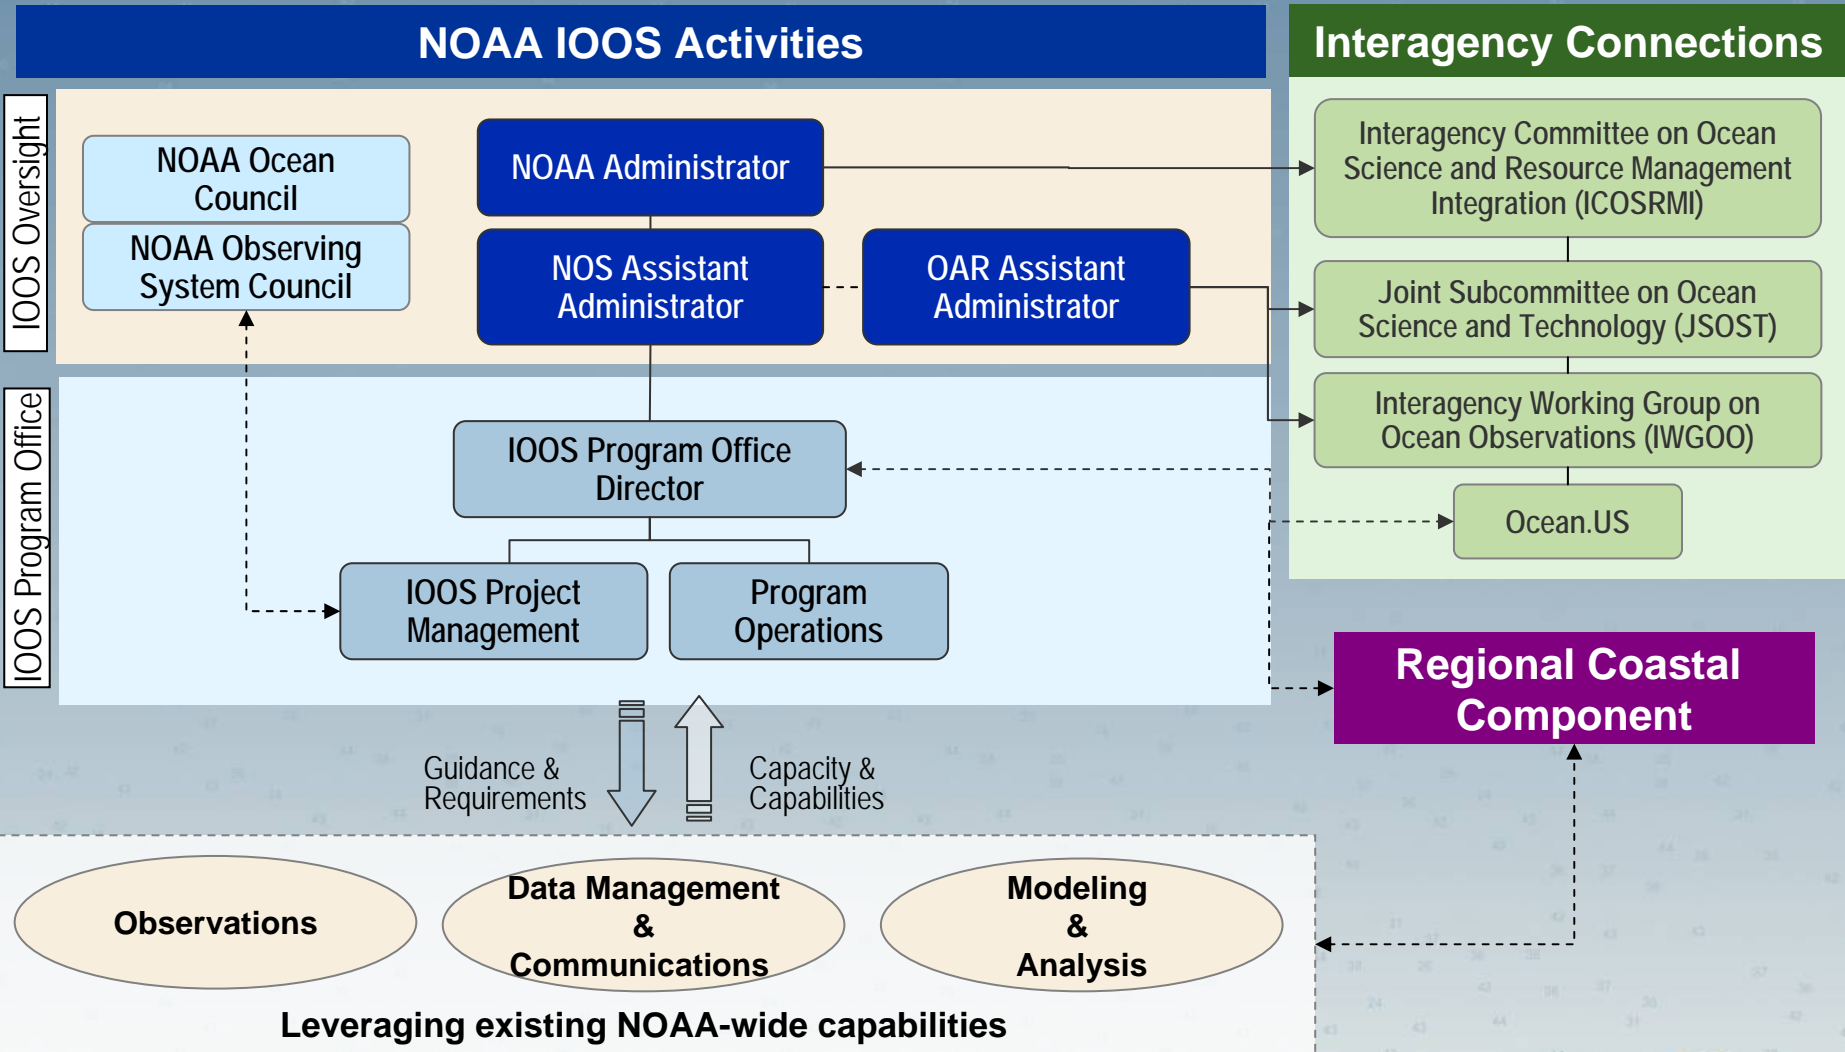 NOAA IOOS Activities
Interagency Connections
IOOS Oversight
NOAA Ocean
Council
NOAA Observing
System Council
NOAA Administrator
NOS Assistant
Administrator
OAR Assistant
Administrator
Interagency Committee on Ocean
Science and Resource Management
Integration (ICOSRMI)
Joint Subcommittee on Ocean
Science and Technology (JSOST)
Interagency Working Group on
Ocean Observations (IWGOO)
Ocean.US
IOOS Program Office
IOOS Program Office
Director
IOOS Project
Management
Program
Operations
Regional Coastal
Component
Guidance &
Requirements
Capacity &
Capabilities
Observations
Data Management
&
Communications
Modeling
&
Analysis
Leveraging existing NOAA-wide capabilities